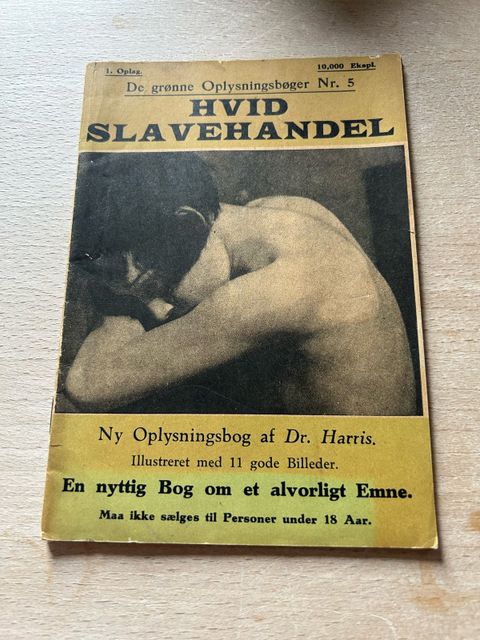 1. Oplag. 10,000 Ekspl.
De grønne Oplysningsbøger Nr. 5
HVID
SLAVEHANDEL
Ny Oplysningsbog af Dr. Harris.
Illustreret med 11 gode Billeder.
En nyttig Bog om et alvorligt Emne.
Maa ikke sælges til Personer under 18 Aar.